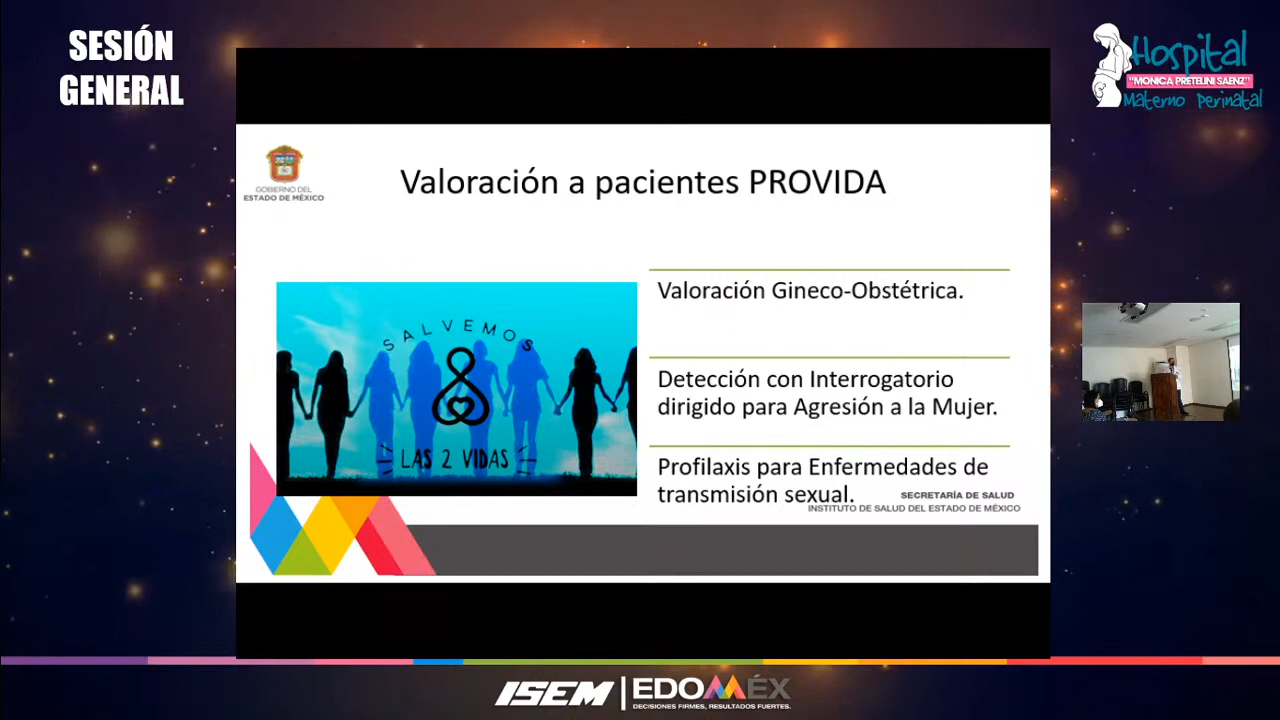 SESIÓN
GENERAL
Hospital
"MONICA PRETELINI SAENZ"
Materno Perinatal
GOBIERNO DEL
ESTADO DE MÉXICO
Valoración a pacientes PROVIDA
SALVEMOS
LAS 2 VIDAS
Valoración Gineco-Obstétrica.
Detección con Interrogatorio
dirigido para Agresión a la Mujer.
Profilaxis para Enfermedades de
transmisión sexual.
SECRETARÍA DE SALUD
INSTITUTO DE SALUD DEL ESTADO DE MÉXICO
ISEM | EDOMÉX
DECISIONES FIRMES, RESULTADOS FUERTES.